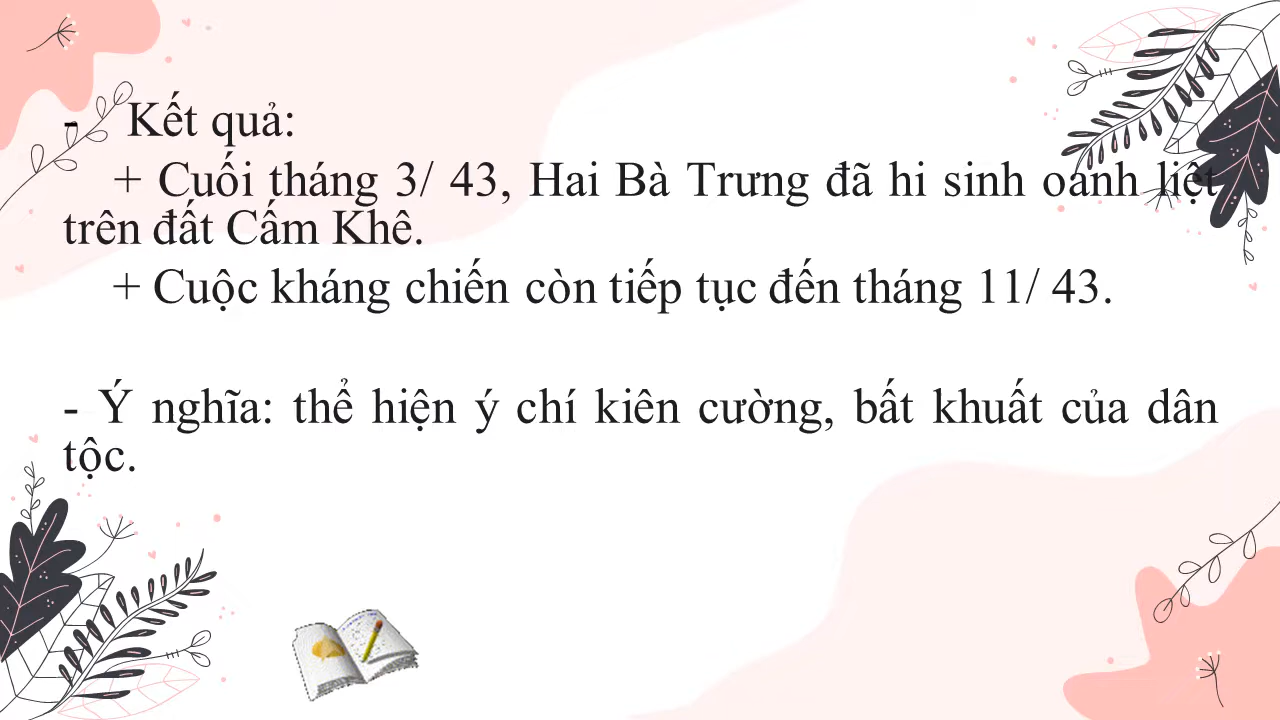 - Kết quả:
+ Cuối tháng 3/ 43, Hai Bà Trưng đã hi sinh oanh liệt
trên đất Cấm Khê.
+ Cuộc kháng chiến còn tiếp tục đến tháng 11/ 43.
- Ý nghĩa: thể hiện ý chí kiên cường, bất khuất của dân
tộc.